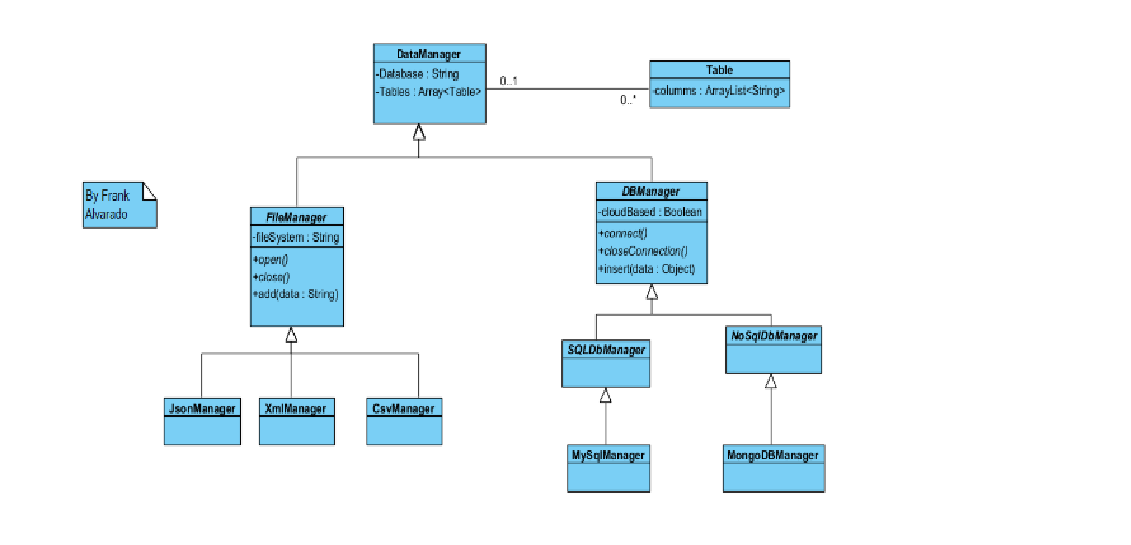 DataManager
-Database : String
-Tables : Array<Table>
0..1
0..*
Table
-columms : ArrayList<String>
By Frank
Alvarado
FileManager
-fileSystem : String
+open()
+close()
+add(data : String)
DBManager
-cloudBased : Boolean
+connect()
+closeConnection()
+insert(data : Object)
JsonManager
XmlManager
CsvManager
SQLDbManager
NoSqlDbManager
MySqlManager
MongoDBManager